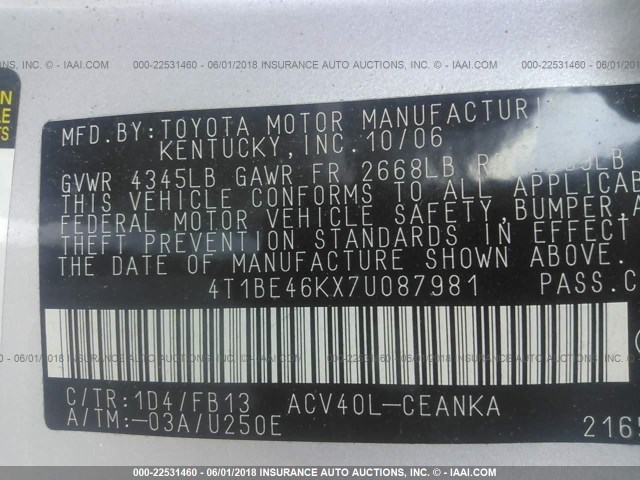 000-22531460 - 06/01/2018 INSURANCE AUTO AUCTIONS, INC. - © IAAI.COM
MFD.BY:TOYOTA MOTOR MANUFACTURI
KENTUCKY,INC.10/06
GVWR 4345LB GAWR FR 2668LB
THIS VEHICLE CONFORMS TO ALL APPLICAB
FEDERAL MOTOR VEHICLE SAFETY,BUMPER,A
THEFT PREVENTION STANDARDS IN EFFECT
THE DATE OF MANUFACTURE SHOWN ABOVE.
4T1BE46KX7U087981 PASS.C
C/TR:1D4/FB13 ACV40L-CEANKA
A/TM:-03A/U250E 2165
000-22531460 - 06/01/2018 INSURANCE AUTO AUCTIONS, INC. - © IAAI.COM